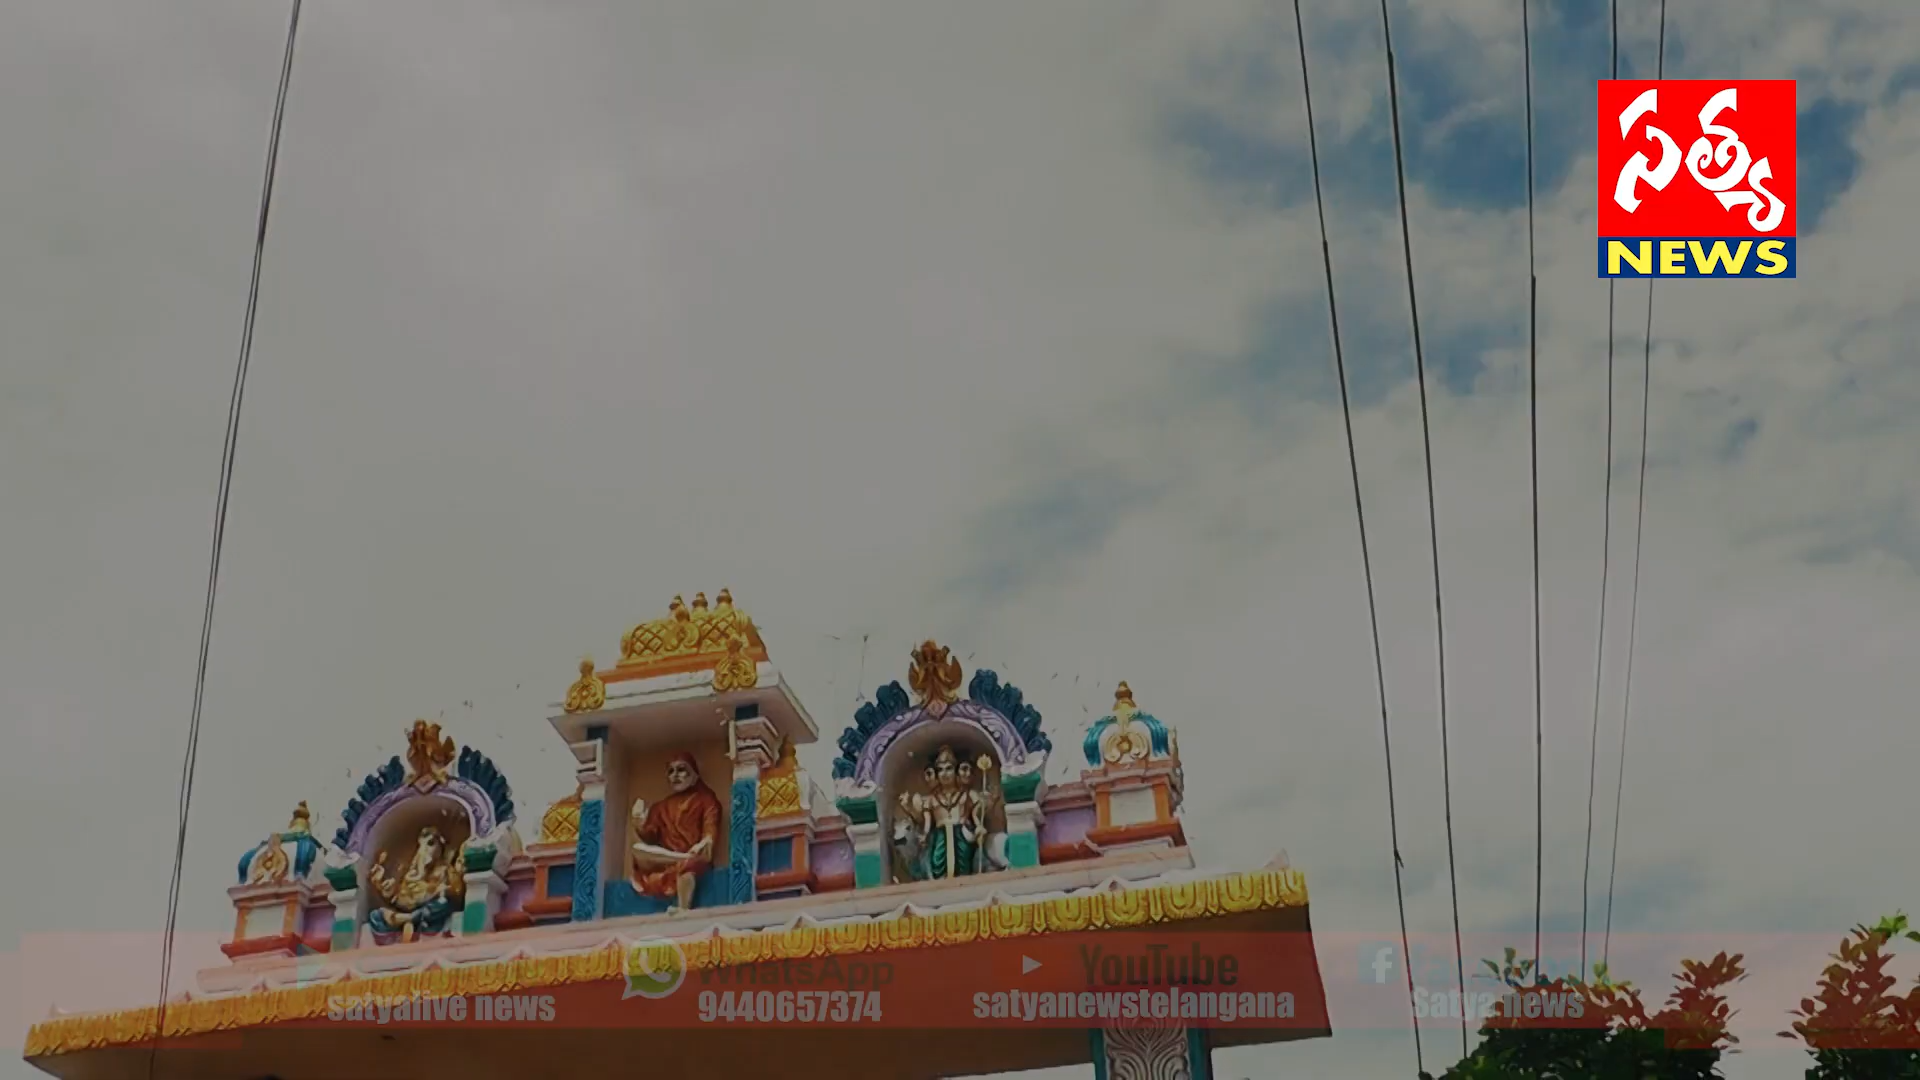 సత్య
NEWS
WhatsApp
YouTube
satyalive news
9440657374
satyanewstelangana
Satya news